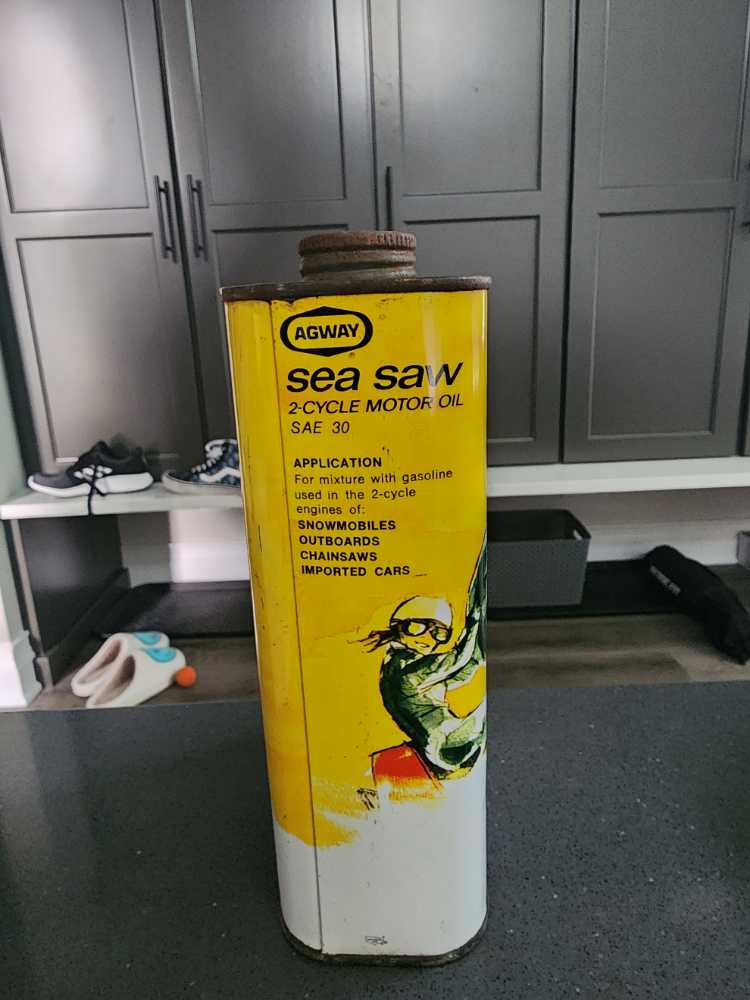 AGWAY
®
sea saw
2-CYCLE MOTOR OIL
SAE 30
APPLICATION
For mixture with gasoline
used in the 2-cycle
engines of:
SNOWMOBILES
OUTBOARDS
CHAINSAWS
IMPORTED CARS